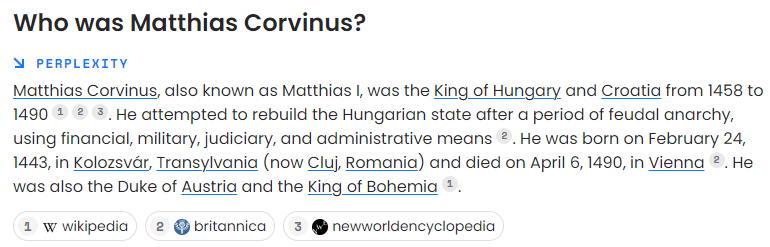 Who was Matthias Corvinus?
PERPLEXITY
Matthias Corvinus, also known as Matthias I, was the King of Hungary and Croatia from 1458 to
1490 1 2 3. He attempted to rebuild the Hungarian state after a period of feudal anarchy,
using financial, military, judiciary, and administrative means 2. He was born on February 24,
1443, in Kolozsvár, Transylvania (now Cluj, Romania) and died on April 6, 1490, in Vienna 2. He
was also the Duke of Austria and the King of Bohemia 1.
1 W wikipedia 2 britannica 3 newworldencyclopedia